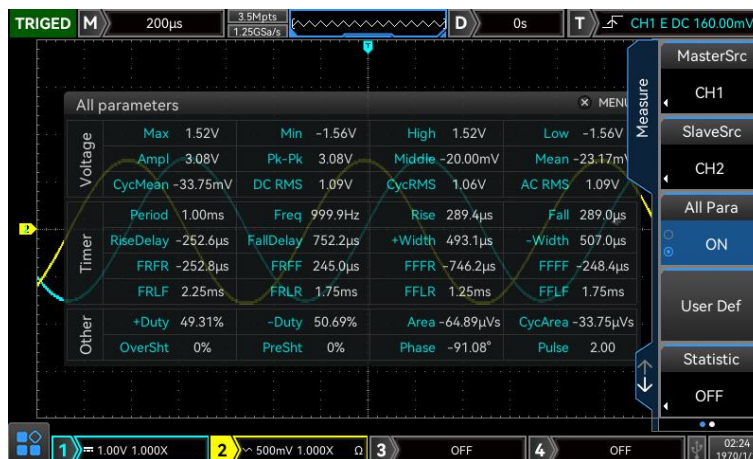 TRIGED M 200μs 3.5Mpts 1.25GSa/s D 0s T CH1 E DC 160.00mV
T
All parameters MENU
Voltage
Max 1.52V Min -1.56V High 1.52V Low -1.56V
Ampl 3.08V Pk-Pk 3.08V Middle -20.00mV Mean -23.17mV
CycMean -33.75mV DC RMS 1.09V CycRMS 1.06V AC RMS 1.09V
Timer
Period 1.00ms Freq 999.9Hz Rise 289.4μs Fall 289.0μs
RiseDelay -252.6μs FallDelay 752.2μs +Width 493.1μs -Width 507.0μs
FRFR -252.8μs FRFF 245.0μs FFFR -746.2μs FFFF -248.4μs
FRLF 2.25ms FRLR 1.75ms FFLR 1.25ms FFLF 1.75ms
Other
+Duty 49.31% -Duty 50.69% Area -64.89μVs CycArea -33.75μVs
OverSht 0% PreSht 0% Phase -91.08° Pulse 2.00
Measure
MasterSrc
CH1
SlaveSrc
CH2
All Para
ON
User Def
Statistic
OFF
2
1 1.00V 1.000X 2 500mV 1.000X Ω 3 OFF 4 OFF 02:24